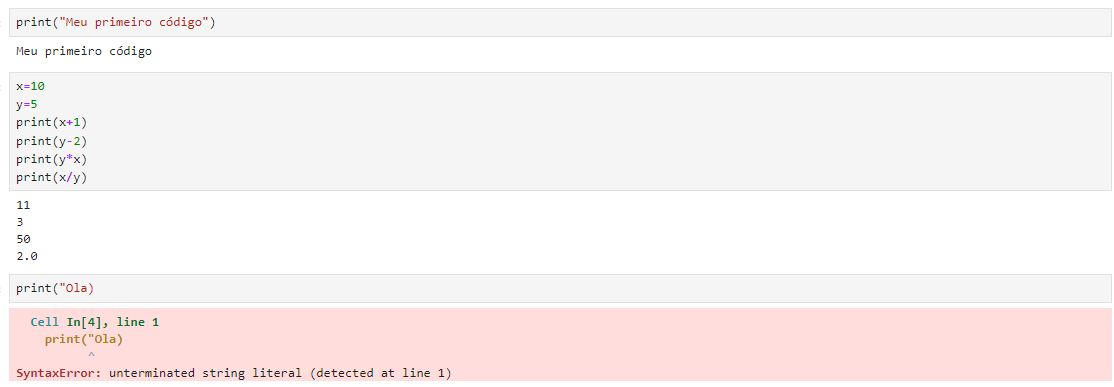 print("Meu primeiro código")
Meu primeiro código
x=10
y=5
print(x+1)
print(y-2)
print(y*x)
print(x/y)
11
3
50
2.0
print("Ola)
Cell In[4], line 1
print("Ola)
^
SyntaxError: unterminated string literal (detected at line 1)